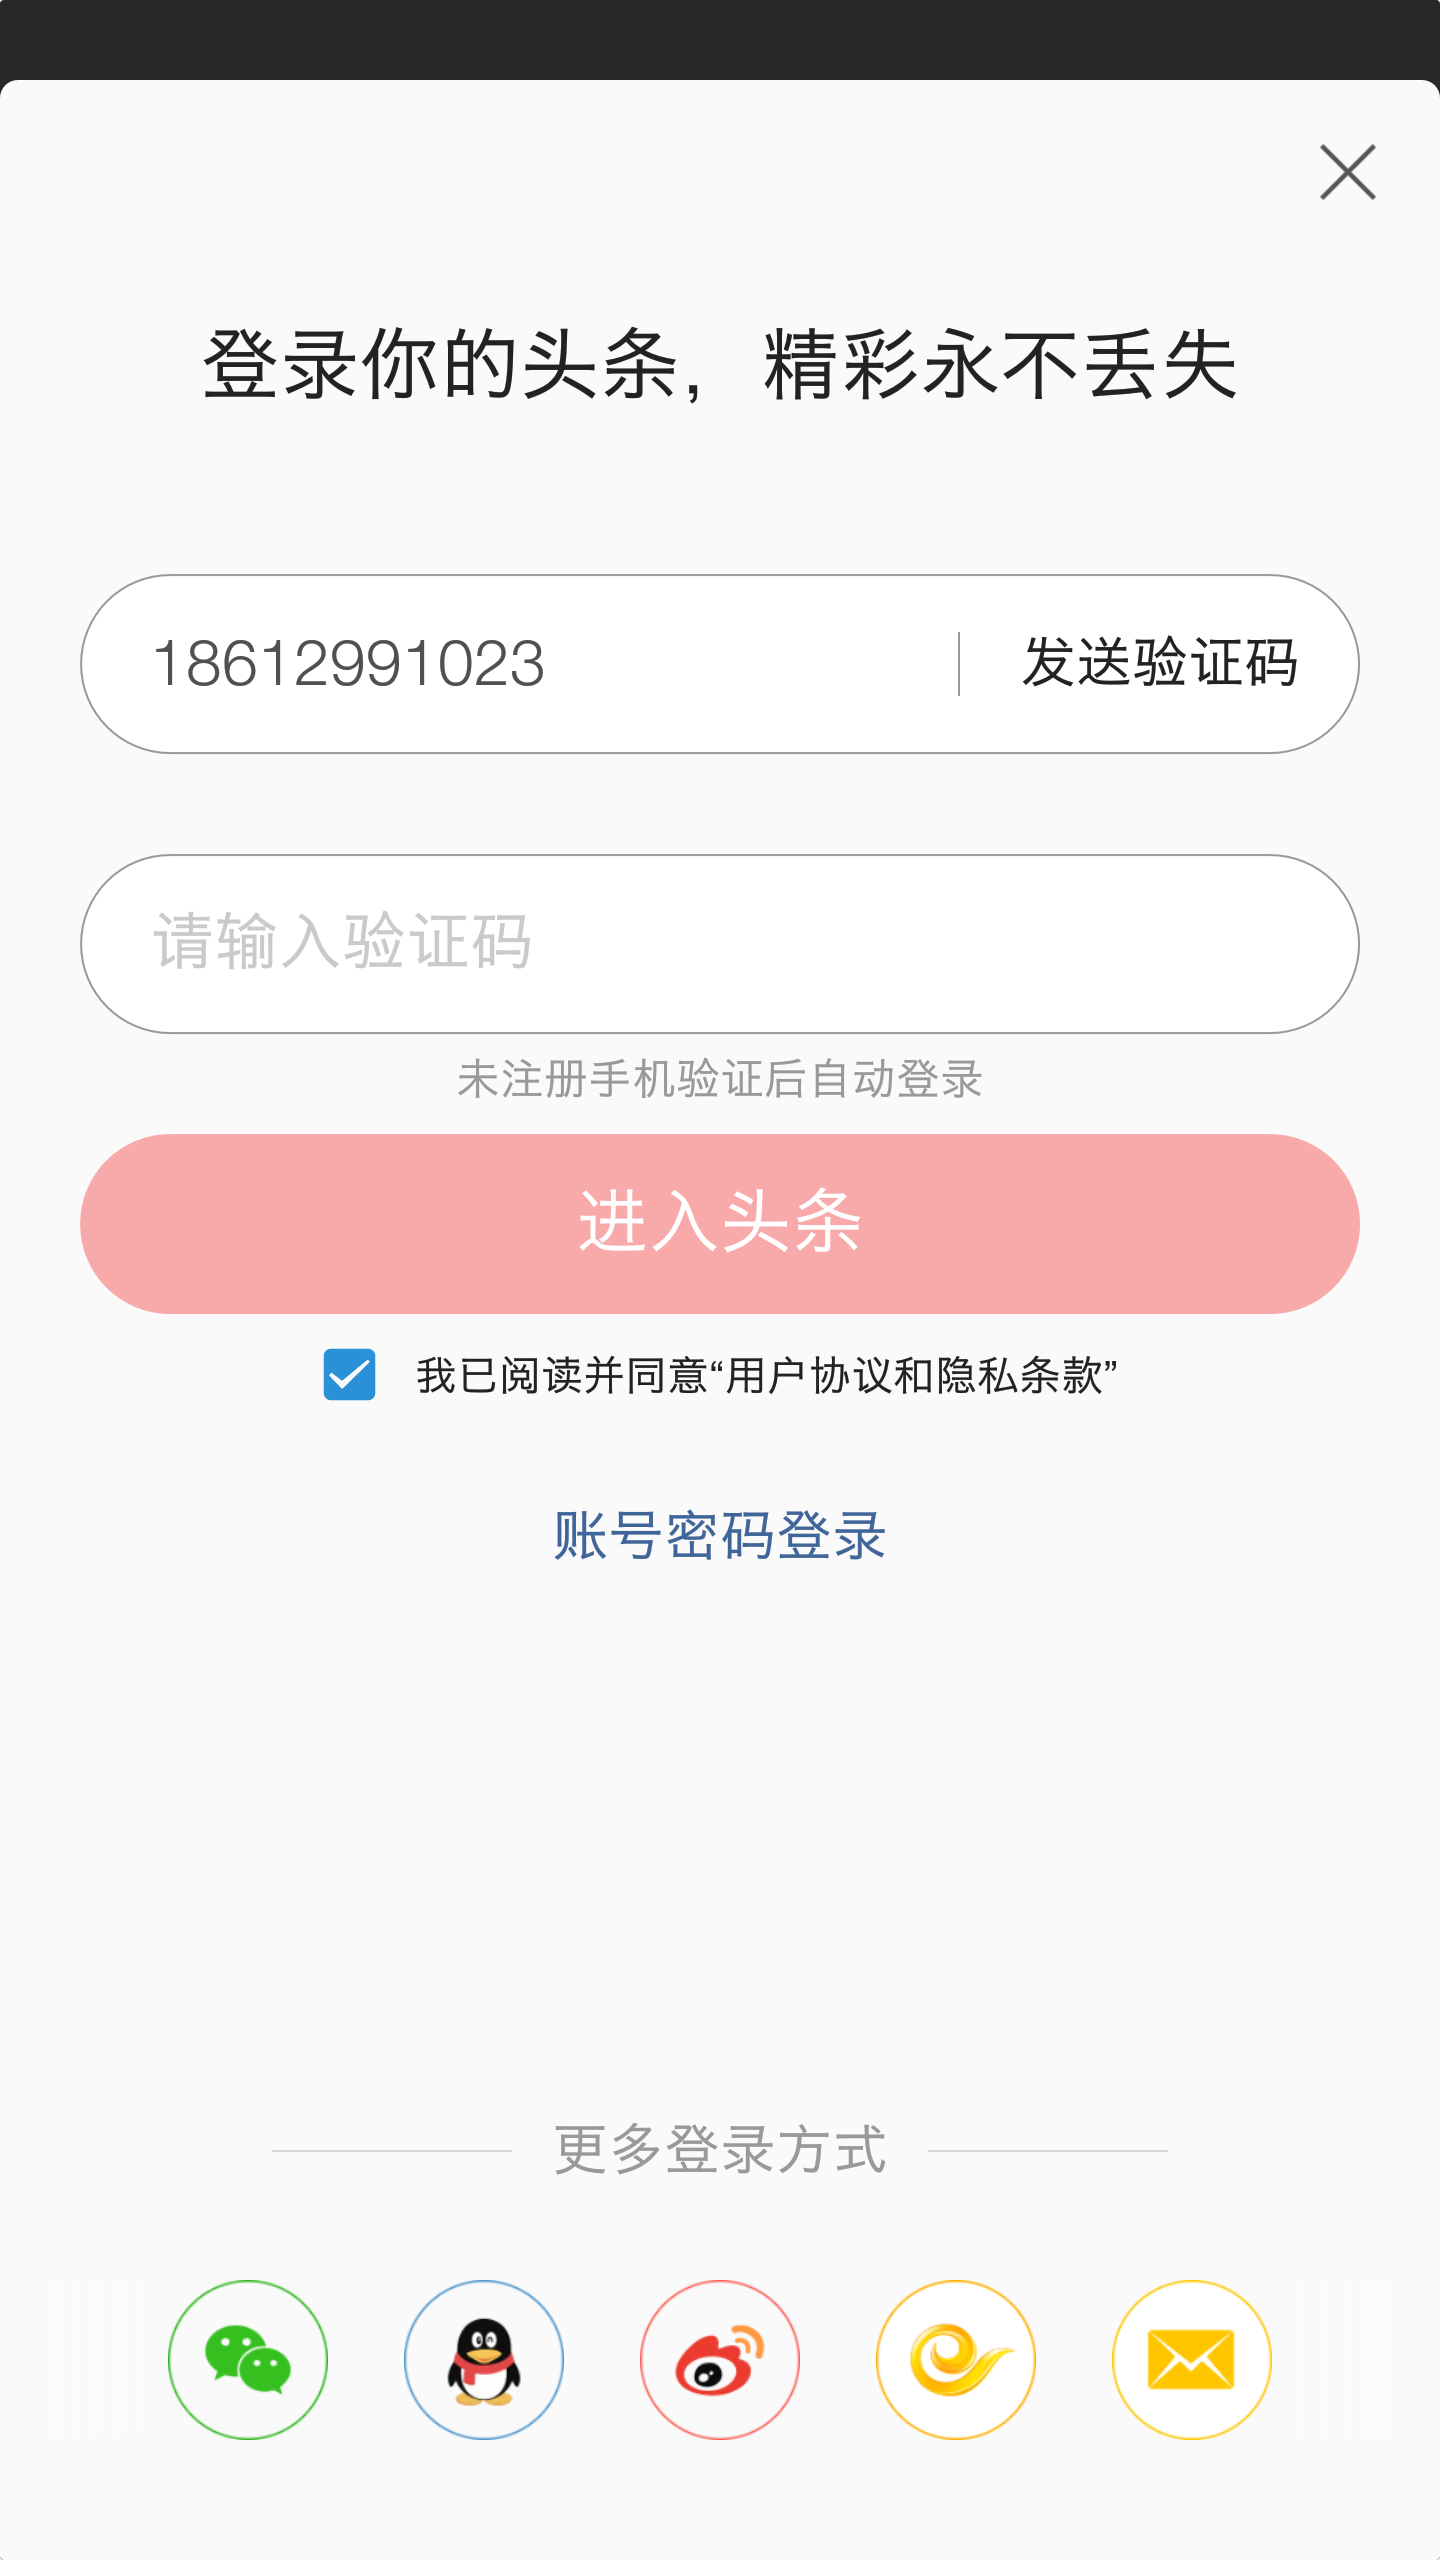 登录你的头条，精彩永不丢失
18612991023 发送验证码
请输入验证码
未注册手机验证后自动登录
进入头条
我已阅读并同意“用户协议和隐私条款”
账号密码登录
更多登录方式